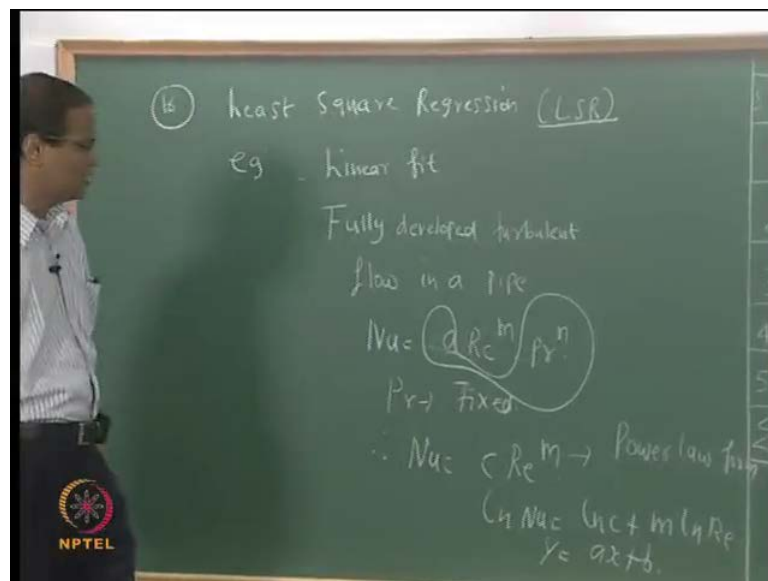 16 Least Square Regression (LSR)
eg - Linear fit
Fully developed turbulent
flow in a pipe
Nu = a Re^m Pr^n
Pr → Fixed.
∴ Nu = C Re^m → Power law form
ln Nu = ln c + m ln Re
Y = ax+b.
NPTEL